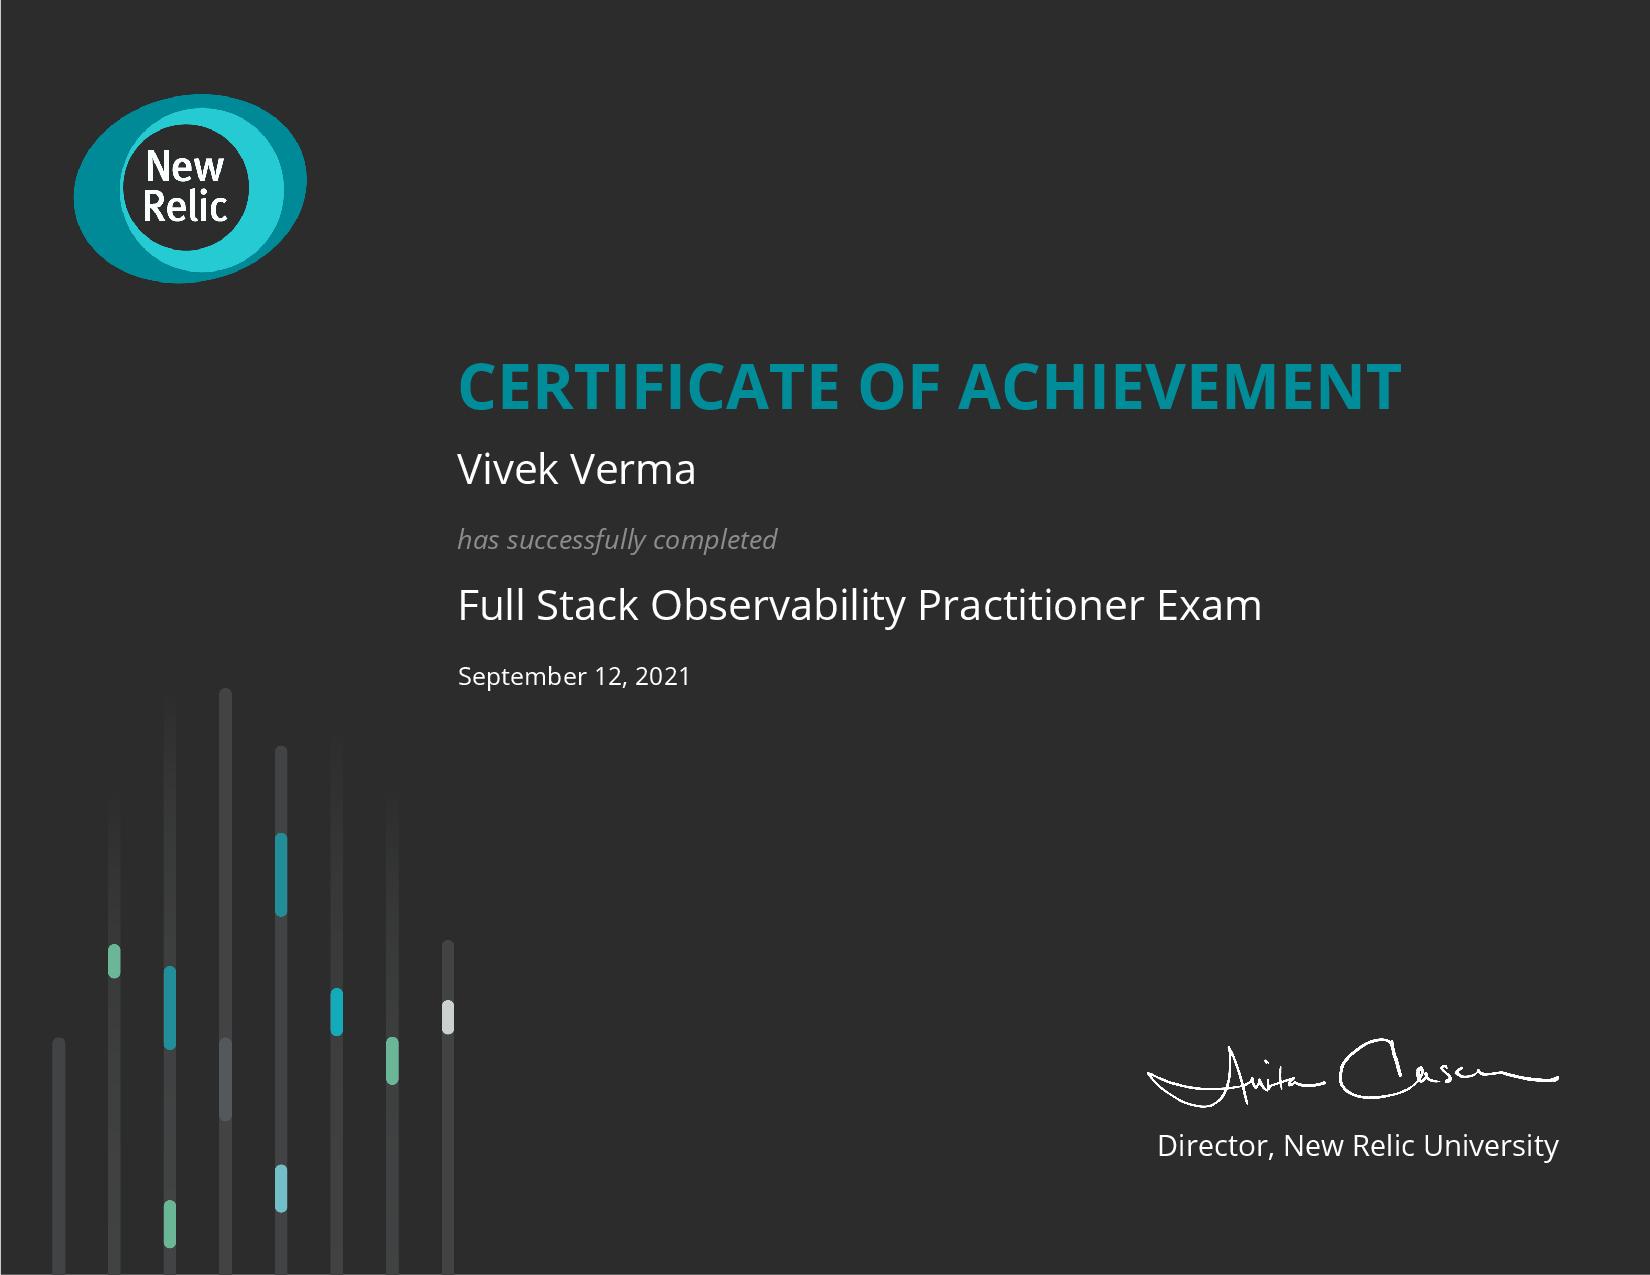 New
Relic
CERTIFICATE OF ACHIEVEMENT
Vivek Verma
has successfully completed
Full Stack Observability Practitioner Exam
September 12, 2021
Anita
Director, New Relic University